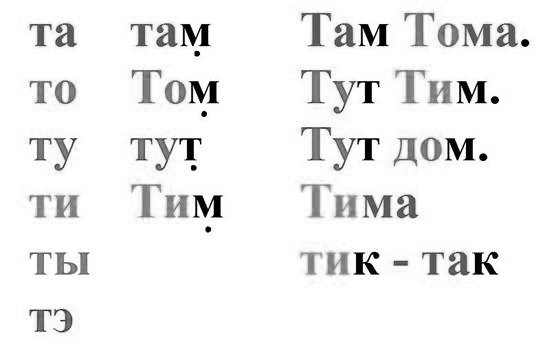 та там Там Тома.
то Том Тут Тим.
ту тут Тут дом.
ти Тим Тима
ты тик - так
тэ